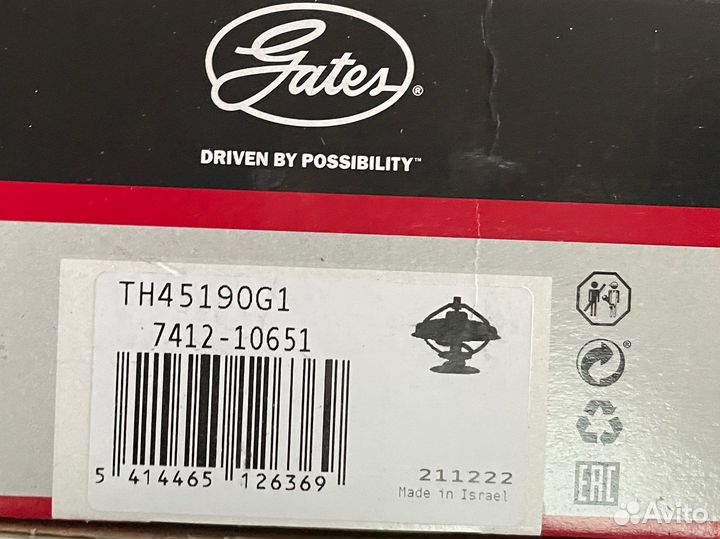 Gates®
DRIVEN BY POSSIBILITY™
TH45190G1
7412-10651
5 414465 126369
211222
Made in Israel
®
EAC
Avito